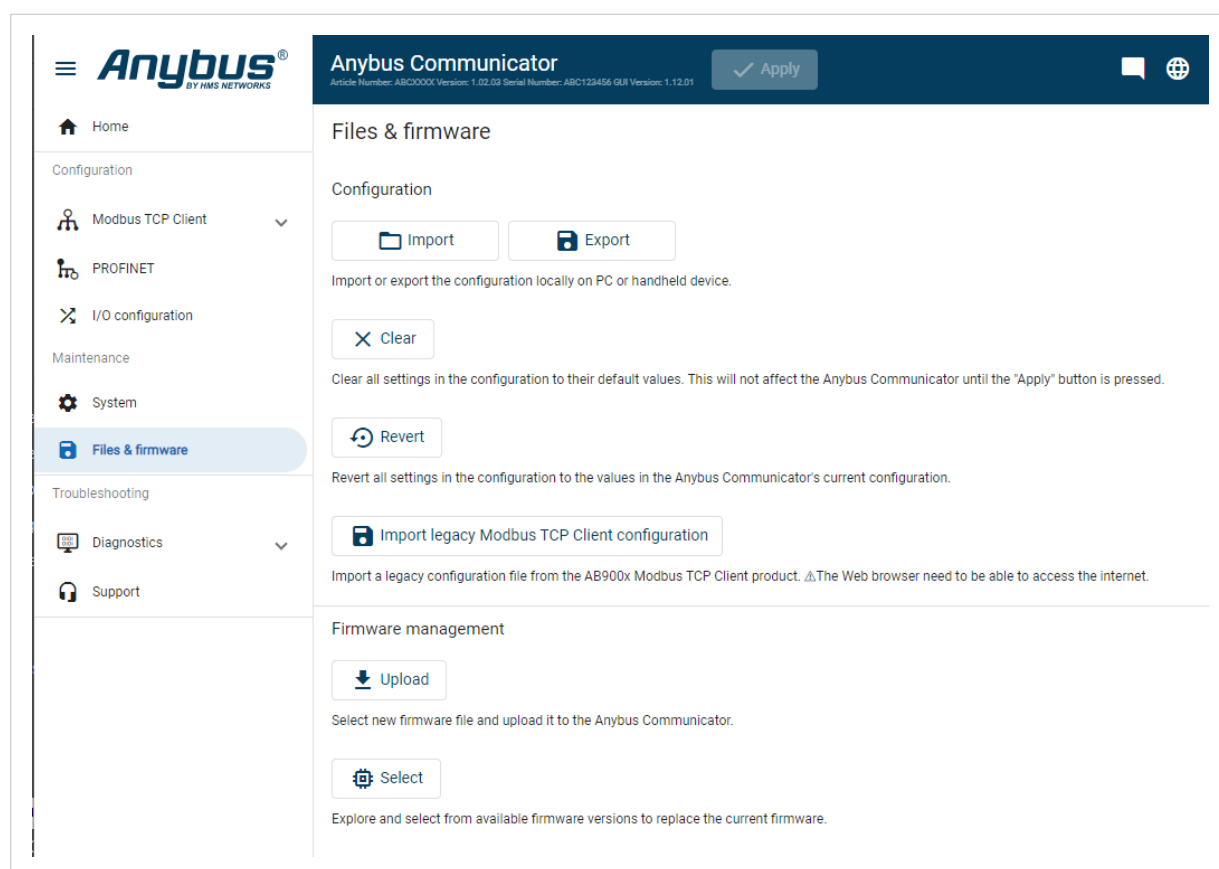 Anybus®
BY HMS NETWORKS
Anybus Communicator
Article Number: ABCXXXX Version: 1.02.03 Serial Number: ABC123456 GUI Version: 1.12.01
Apply
Home
Configuration
Modbus TCP Client
PROFINET
I/O configuration
Maintenance
System
Files & firmware
Troubleshooting
Diagnostics
Support
Files & firmware
Configuration
Import
Export
Import or export the configuration locally on PC or handheld device.
Clear
Clear all settings in the configuration to their default values. This will not affect the Anybus Communicator until the "Apply" button is pressed.
Revert
Revert all settings in the configuration to the values in the Anybus Communicator's current configuration.
Import legacy Modbus TCP Client configuration
Import a legacy configuration file from the AB900x Modbus TCP Client product. ⚠The Web browser need to be able to access the internet.
Firmware management
Upload
Select new firmware file and upload it to the Anybus Communicator.
Select
Explore and select from available firmware versions to replace the current firmware.